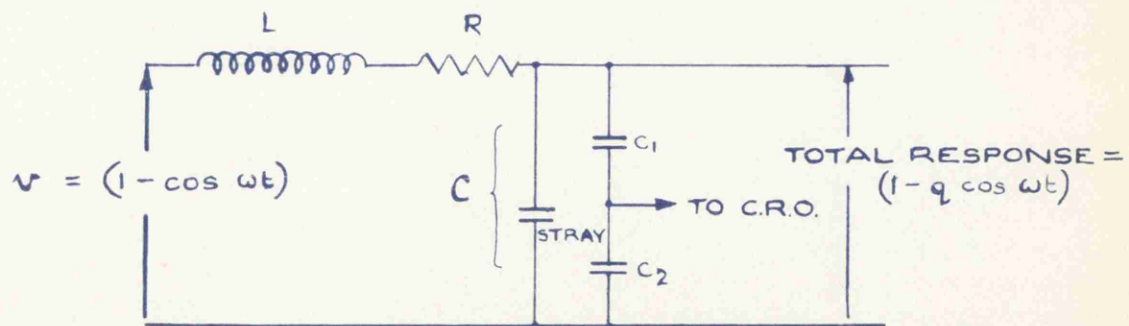 L
R
C₁
TOTAL RESPONSE =
(1 - q cos ωt)
v = (1 - cos ωt)
C
TO C.R.O.
STRAY
C₂